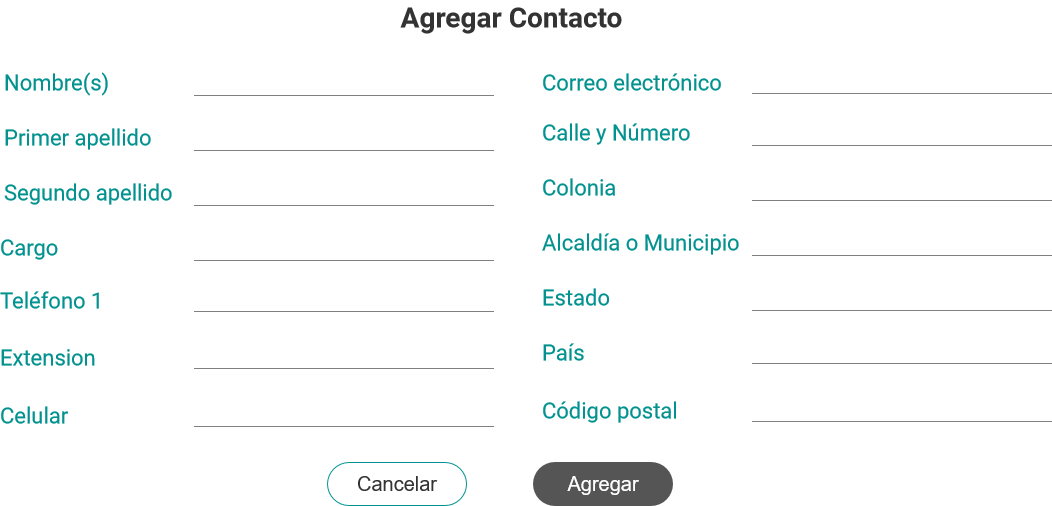 Agregar Contacto
Nombre(s)
Primer apellido
Segundo apellido
Cargo
Teléfono 1
Extension
Celular
Correo electrónico
Calle y Número
Colonia
Alcaldía o Municipio
Estado
País
Código postal
Cancelar
Agregar